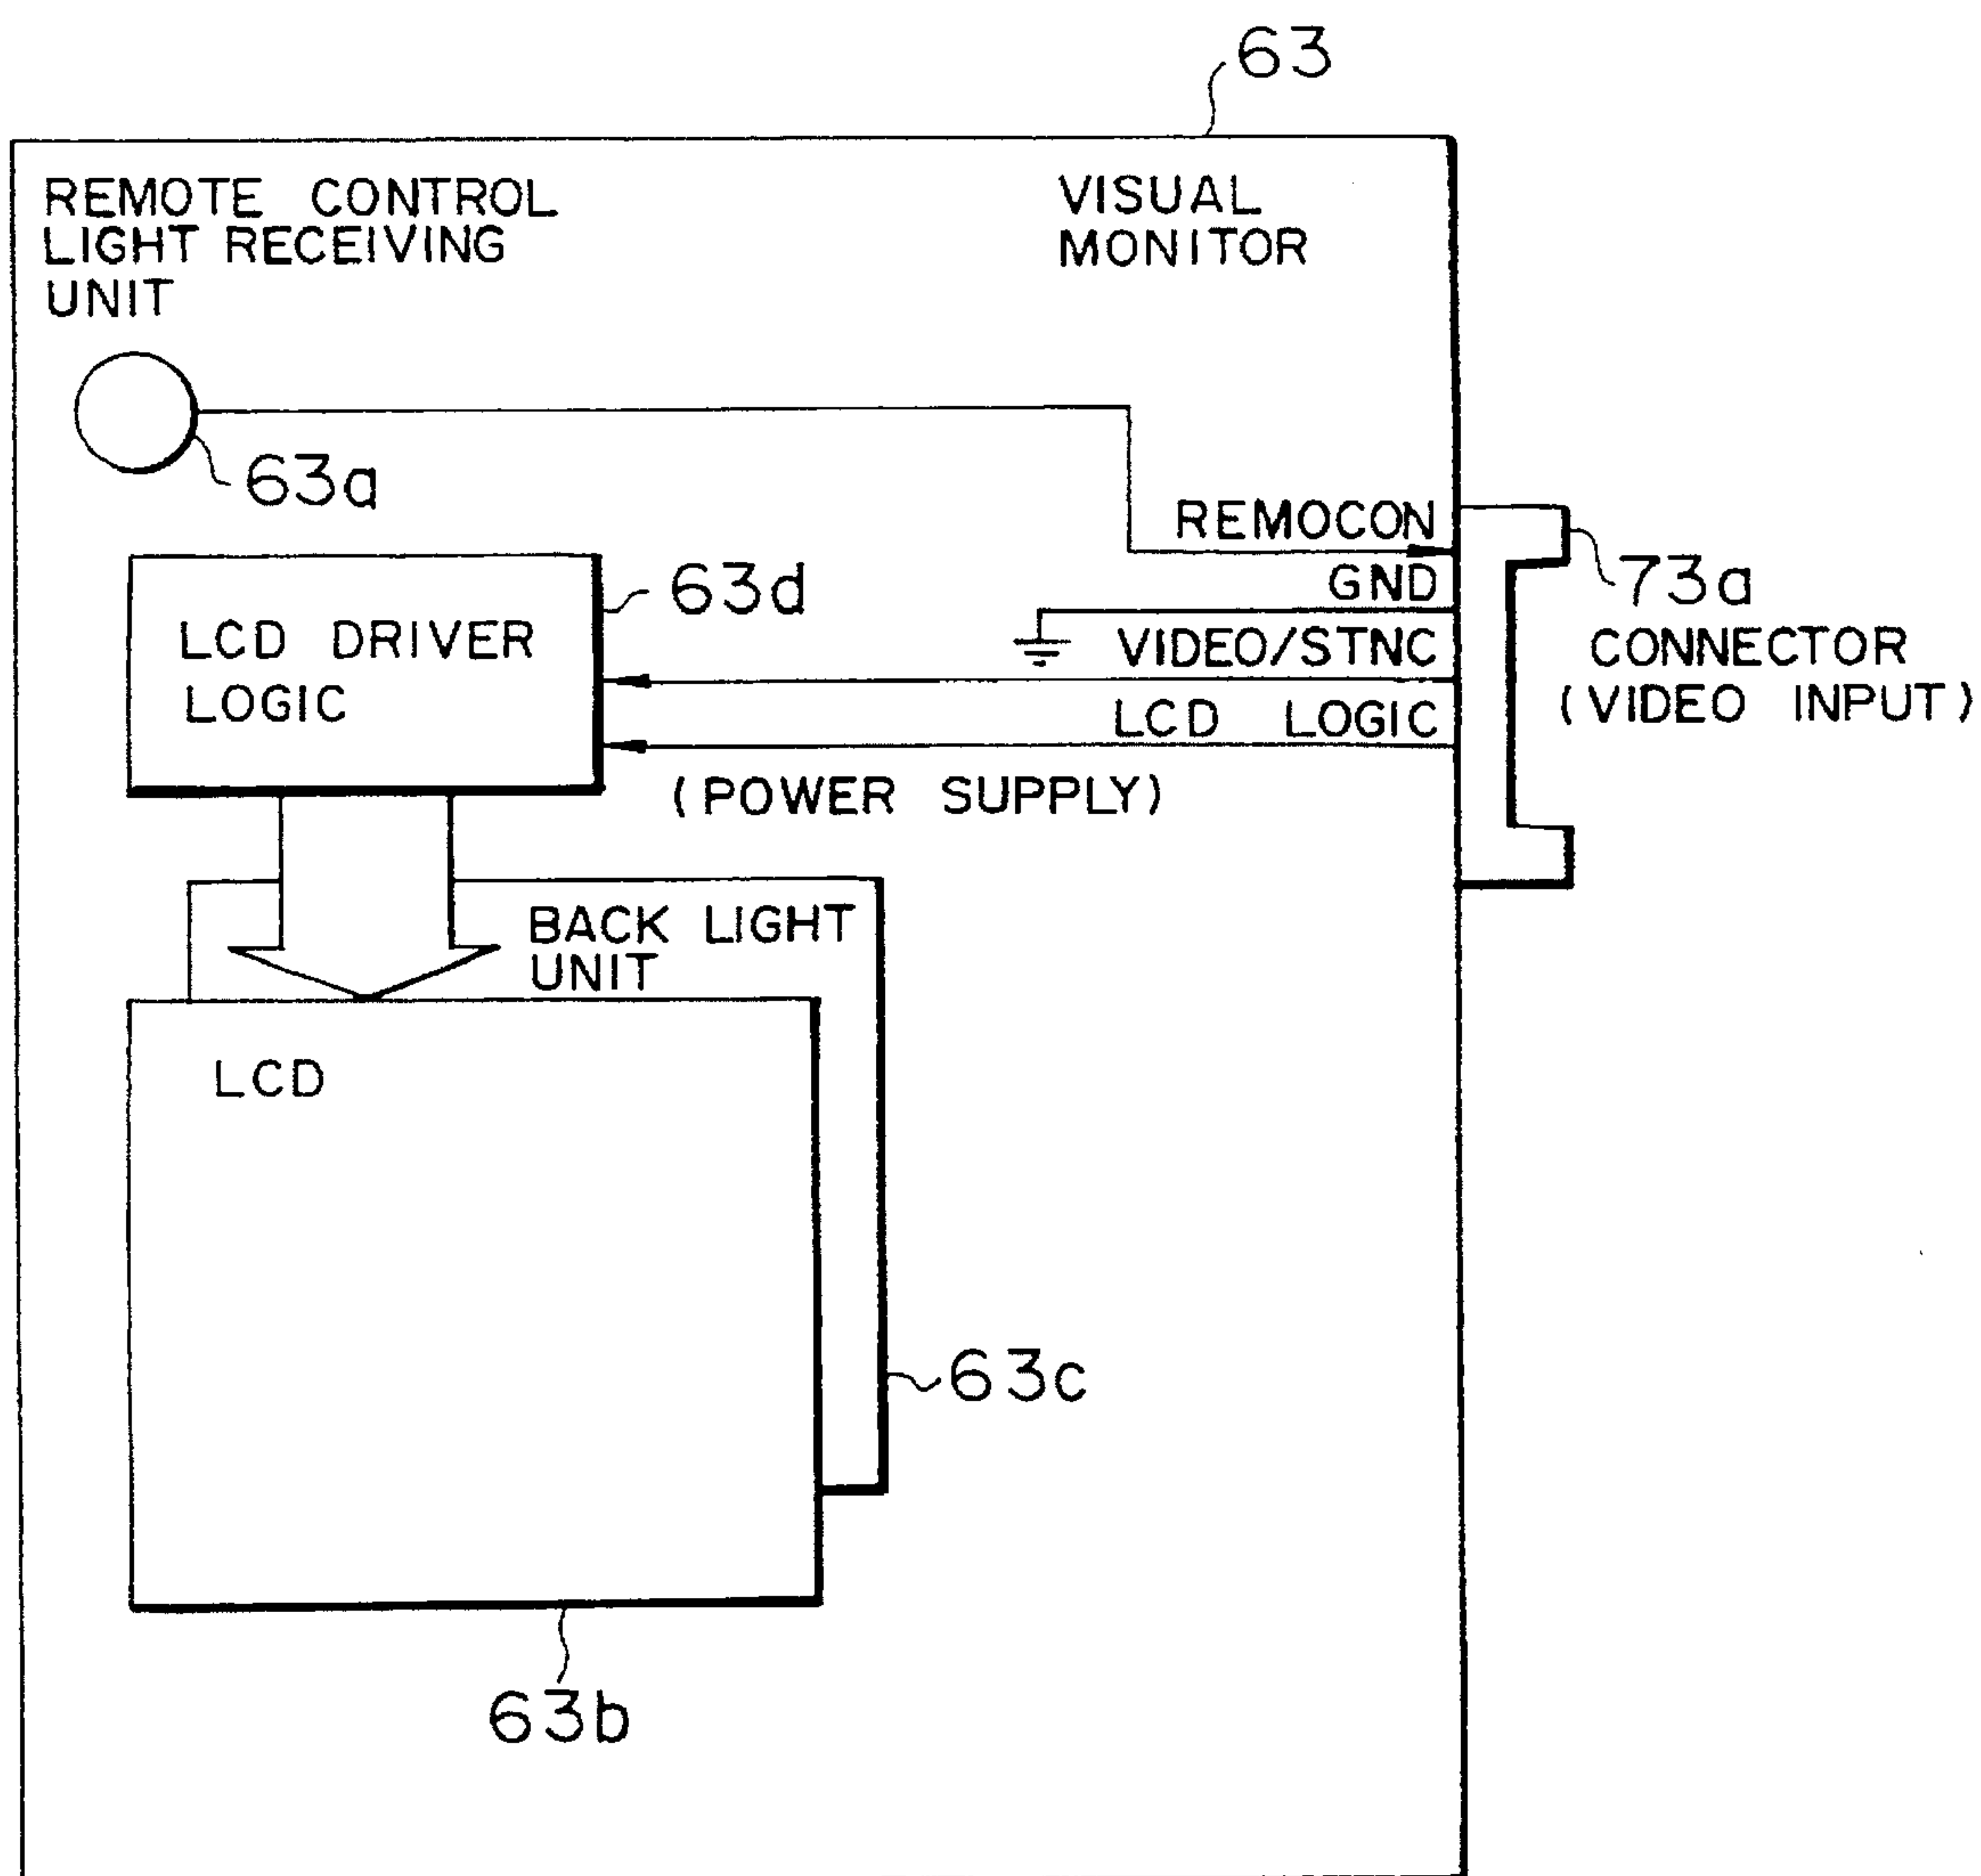 63
REMOTE CONTROL
LIGHT RECEIVING
UNIT
VISUAL
MONITOR
63a
REMOCON
GND
73a
CONNECTOR
(VIDEO INPUT)
63d
LCD DRIVER
LOGIC
VIDEO/STNC
LCD LOGIC
(POWER SUPPLY)
BACK LIGHT
UNIT
LCD
63c
63b